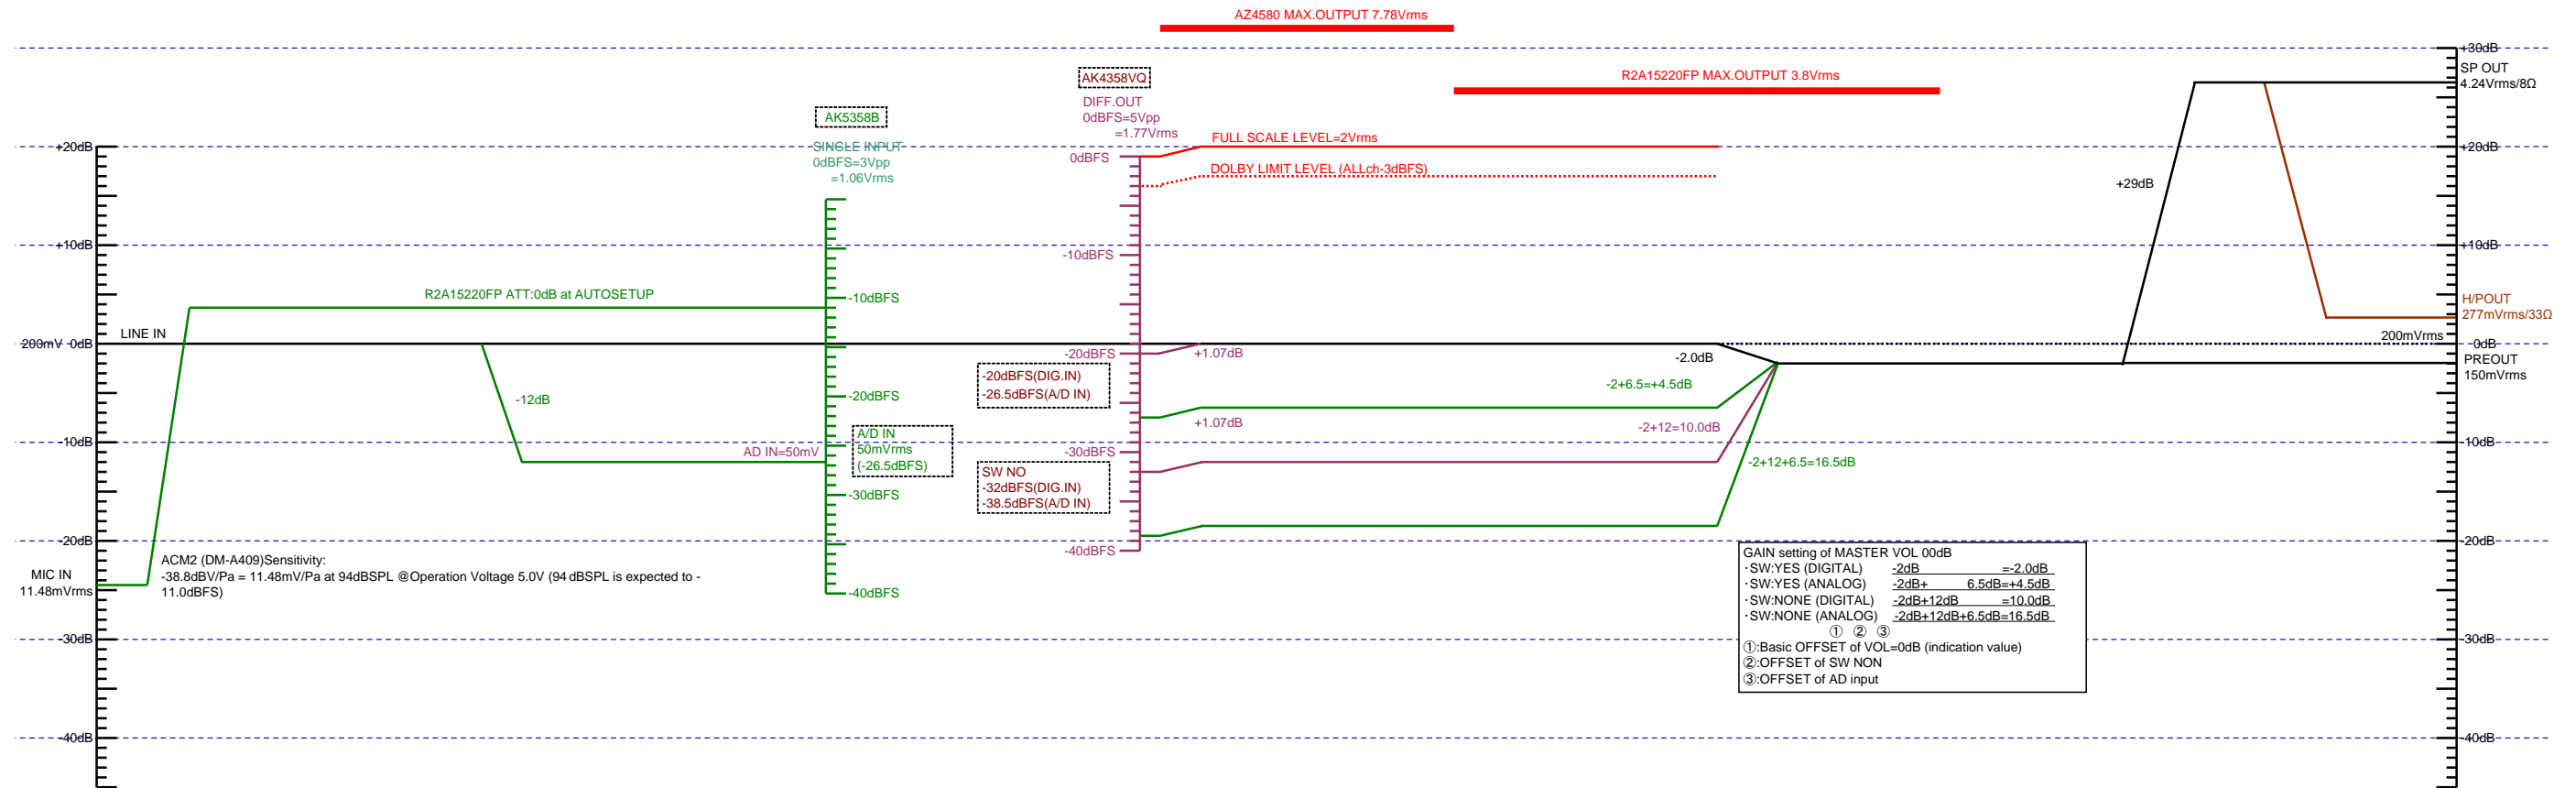 AZ4580 MAX.OUTPUT 7.78Vrms
+30dB
SP OUT
4.24Vrms/8Ω
R2A15220FP MAX.OUTPUT 3.8Vrms
AK4358VQ
DIFF.OUT
0dBFS=5Vpp
=1.77Vrms
AK5358B
SINGLE INPUT
0dBFS=3Vpp
=1.06Vrms
FULL SCALE LEVEL=2Vrms
+20dB
+20dB
0dBFS
DOLBY LIMIT LEVEL (ALLch-3dBFS)
+29dB
+10dB
+10dB
-10dBFS
R2A15220FP ATT:0dB at AUTOSETUP
-10dBFS
H/POUT
277mVrms/33Ω
LINE IN
200mVrms
200mV 0dB
0dB
-20dBFS
+1.07dB
-2.0dB
PREOUT
150mVrms
-20dBFS(DIG.IN)
-26.5dBFS(A/D IN)
-2+6.5=+4.5dB
-12dB
-20dBFS
+1.07dB
-2+12=10.0dB
A/D IN
50mVrms
(-26.5dBFS)
-10dB
-10dB
AD IN=50mV
-30dBFS
-2+12+6.5=16.5dB
SW NO
-32dBFS(DIG.IN)
-38.5dBFS(A/D IN)
-30dBFS
-20dB
-20dB
-40dBFS
ACM2 (DM-A409)Sensitivity:
-38.8dBV/Pa = 11.48mV/Pa at 94dBSPL @Operation Voltage 5.0V (94 dBSPL is expected to -
11.0dBFS)
MIC IN
11.48mVrms
-40dBFS
GAIN setting of MASTER VOL 00dB
・SW:YES (DIGITAL) -2dB =-2.0dB
・SW:YES (ANALOG) -2dB+ 6.5dB=+4.5dB
・SW:NONE (DIGITAL) -2dB+12dB =10.0dB
・SW:NONE (ANALOG) -2dB+12dB+6.5dB=16.5dB
① ② ③
①:Basic OFFSET of VOL=0dB (indication value)
②:OFFSET of SW NON
③:OFFSET of AD input
-30dB
-30dB
-40dB
-40dB